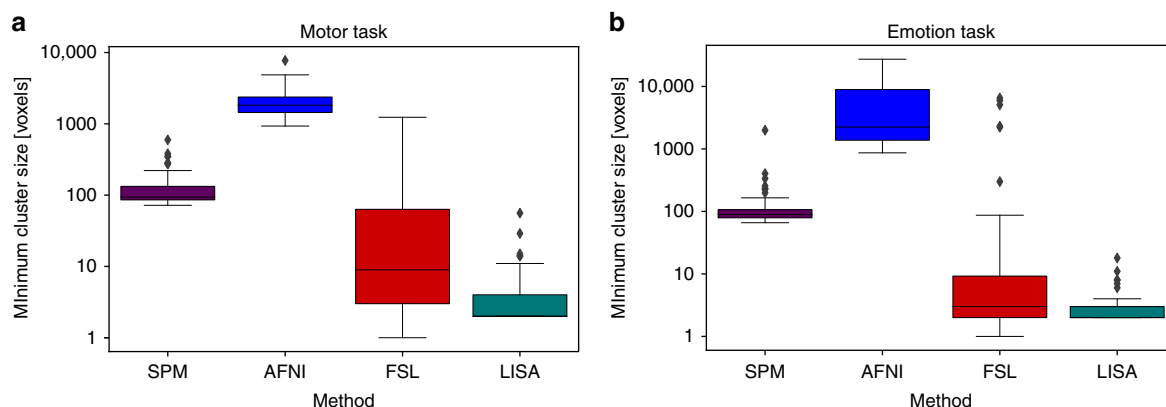 a
Motor task
MInimum cluster size [voxels]
10,000
1000
100
10
1
SPM AFNI FSL LISA
Method
b
Emotion task
MInimum cluster size [voxels]
10,000
1000
100
10
1
SPM AFNI FSL LISA
Method